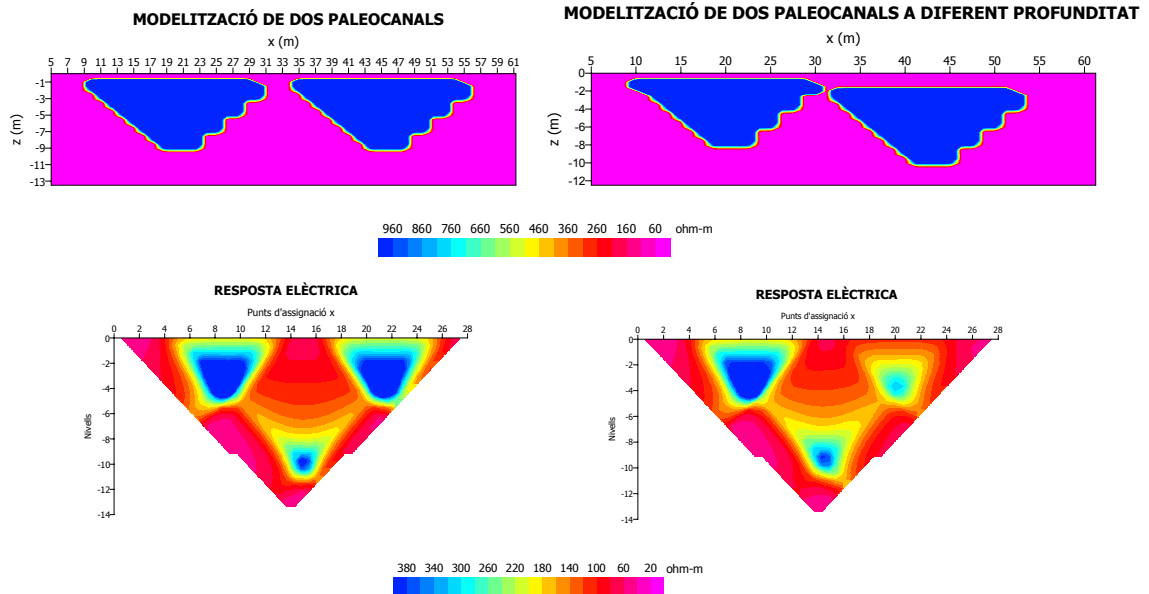 MODELITZACIÓ DE DOS PALEOCANALS
x (m)
5 7 9 11 13 15 17 19 21 23 25 27 29 31 33 35 37 39 41 43 45 47 49 51 53 55 57 59 61
-1
-3
-5
-7
-9
-11
-13
z (m)
MODELITZACIÓ DE DOS PALEOCANALS A DIFERENT PROFUNDITAT
x (m)
5 10 15 20 25 30 35 40 45 50 55 60
0
-2
-4
-6
-8
-10
-12
z (m)
960 860 760 660 560 460 360 260 160 60 ohm-m
RESPOSTA ELÈCTRICA
Punts d'assignació x
0 2 4 6 8 10 12 14 16 18 20 22 24 26 28
0
-2
-4
-6
-8
-10
-12
-14
Nivells
RESPOSTA ELÈCTRICA
Punts d'assignació x
0 2 4 6 8 10 12 14 16 18 20 22 24 26 28
0
-2
-4
-6
-8
-10
-12
-14
Nivells
380 340 300 260 220 180 140 100 60 20 ohm-m